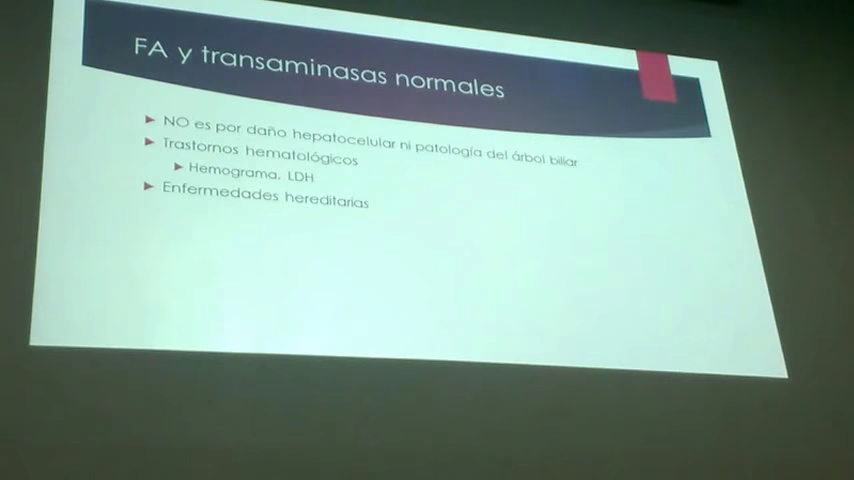 FA y transaminasas normales
NO es por daño hepatocelular ni patología del árbol biliar
Trastornos hematológicos
Hemograma, LDH
Enfermedades hereditarias